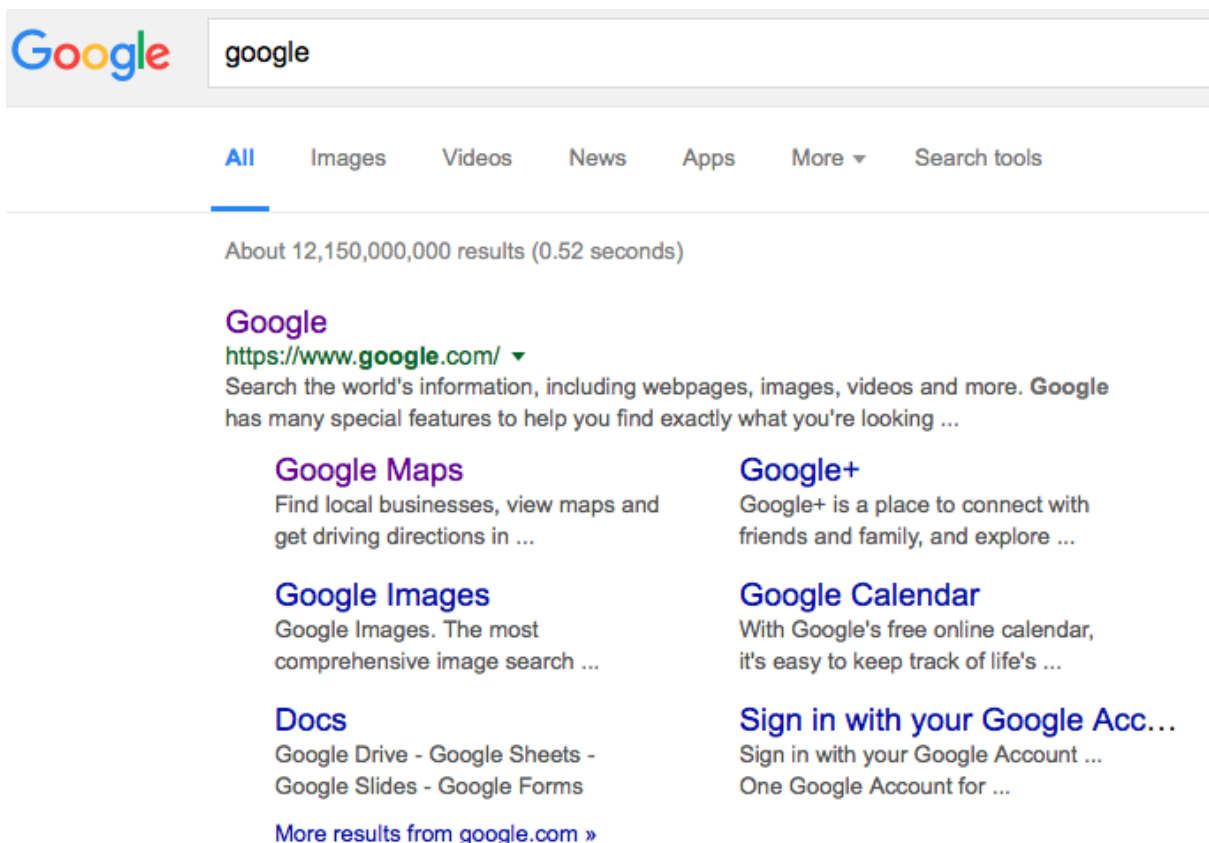 Google google
All Images Videos News Apps More Search tools
About 12,150,000,000 results (0.52 seconds)
Google
https://www.google.com/
Search the world's information, including webpages, images, videos and more. Google
has many special features to help you find exactly what you're looking ...
Google Maps
Find local businesses, view maps and
get driving directions in ...
Google+
Google+ is a place to connect with
friends and family, and explore ...
Google Images
Google Images. The most
comprehensive image search ...
Google Calendar
With Google's free online calendar,
it's easy to keep track of life's ...
Docs
Google Drive - Google Sheets -
Google Slides - Google Forms
Sign in with your Google Acc...
Sign in with your Google Account ...
One Google Account for ...
More results from google.com »